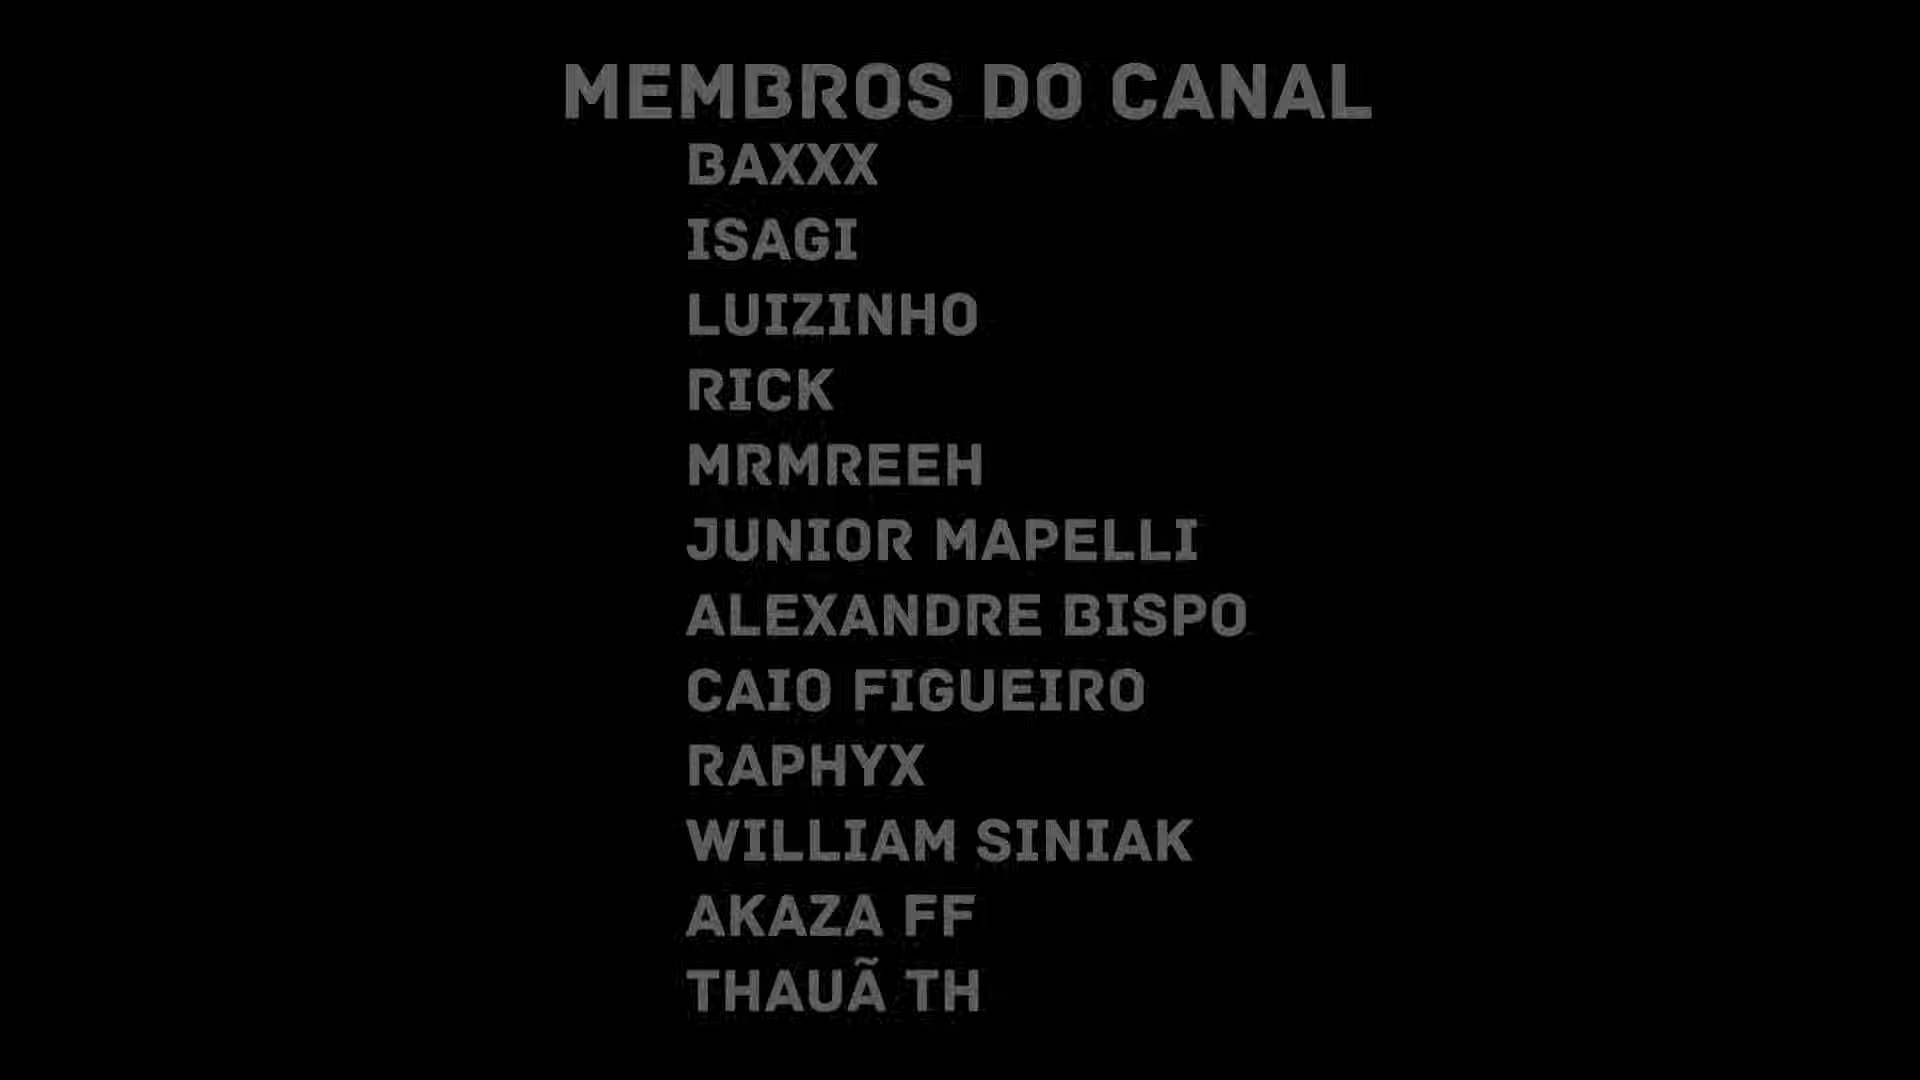 MEMBROS DO CANAL
BAXXX
ISAGI
LUIZINHO
RICK
MRMREEH
JUNIOR MAPELLI
ALEXANDRE BISPO
CAIO FIGUEIRO
RAPHYX
WILLIAM SINIAK
AKAZA FF
THAUÃ TH